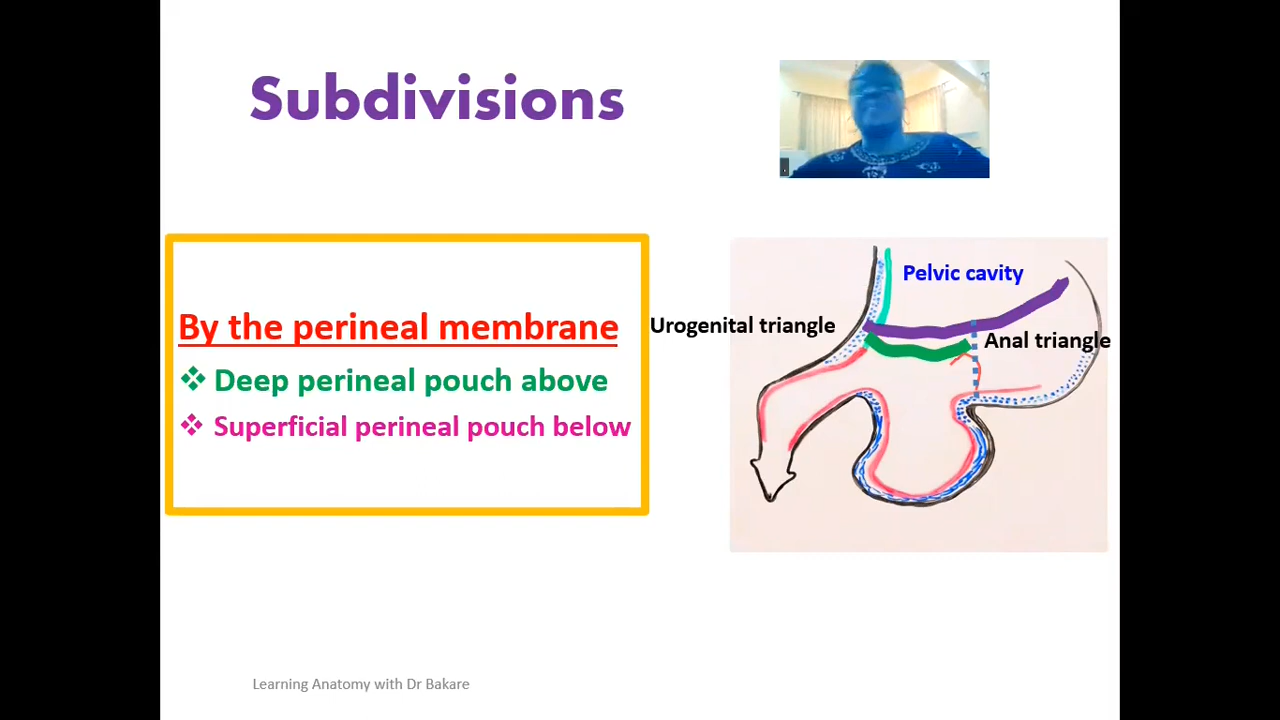 Subdivisions
By the perineal membrane
❖ Deep perineal pouch above
❖ Superficial perineal pouch below
Pelvic cavity
Urogenital triangle
Anal triangle
Learning Anatomy with Dr Bakare